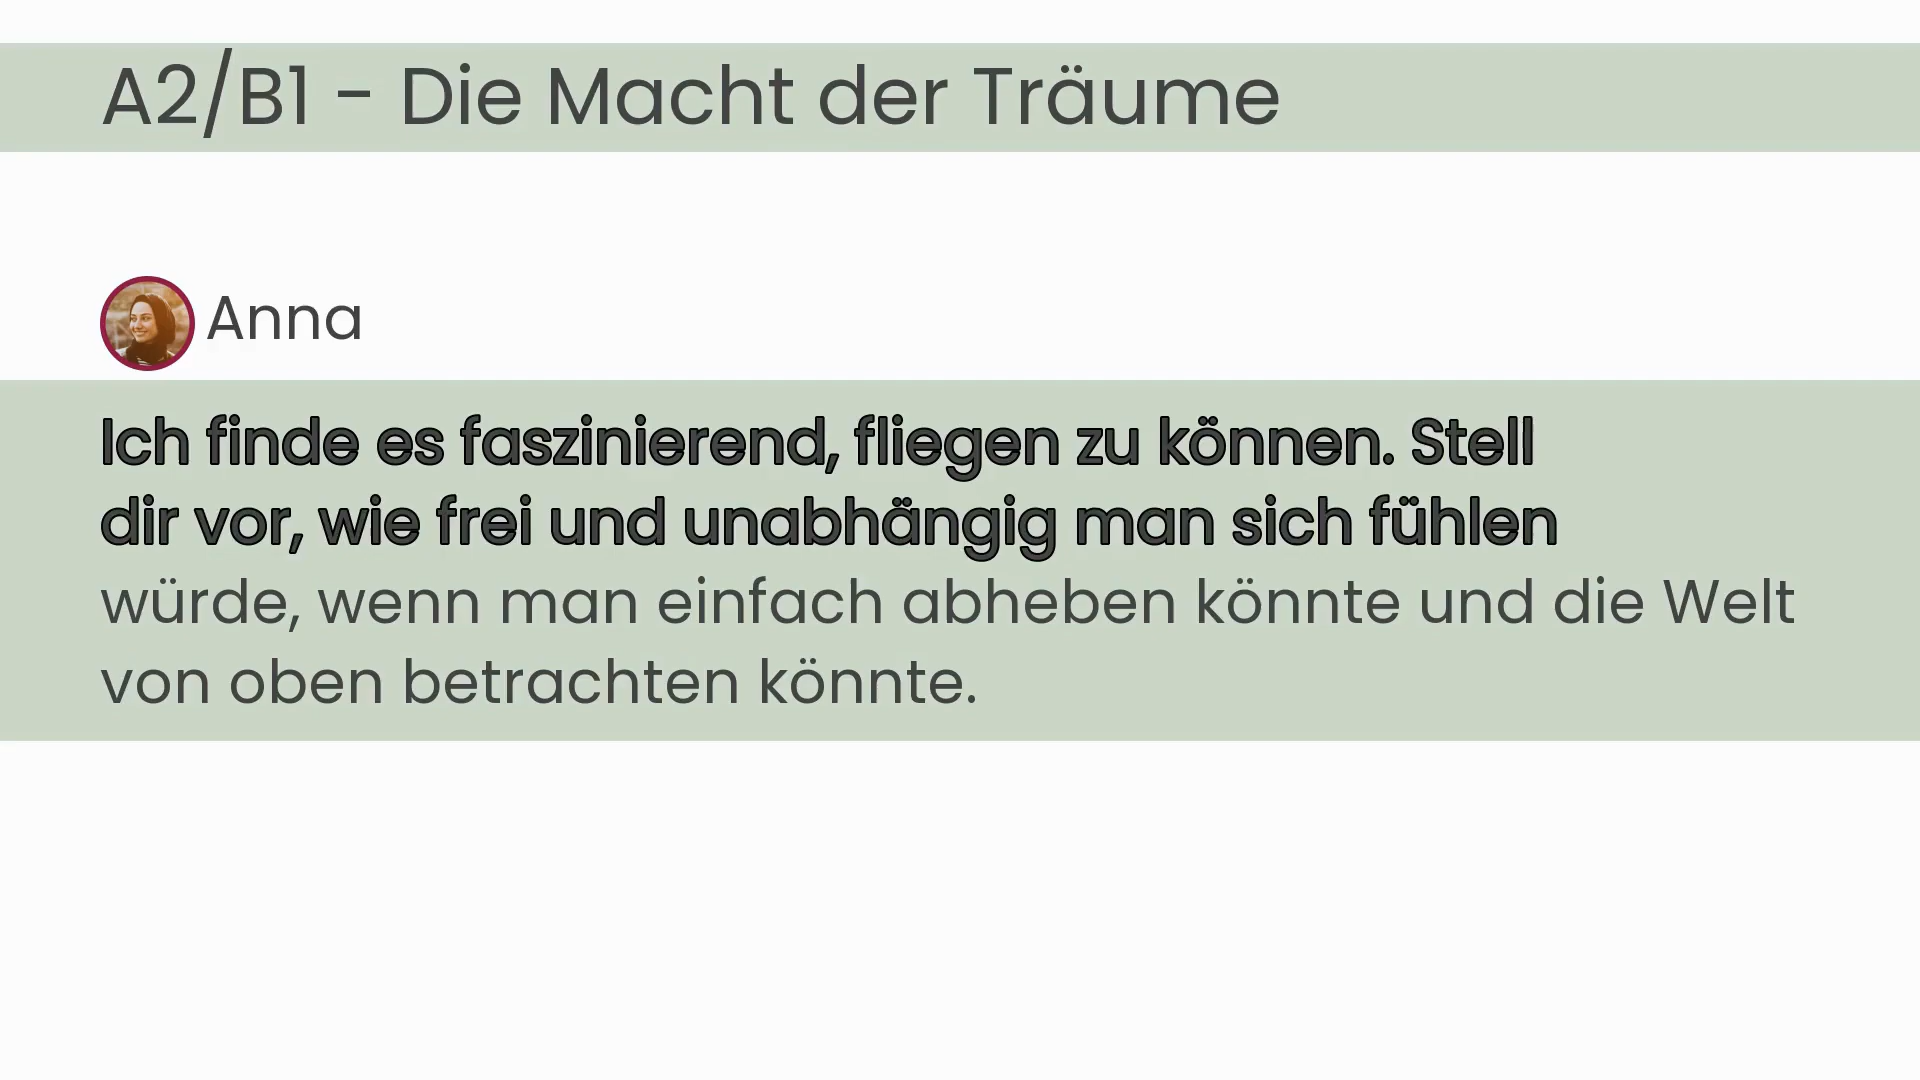 A2/B1 - Die Macht der Träume
Anna
Ich finde es faszinierend, fliegen zu können. Stell
dir vor, wie frei und unabhängig man sich fühlen
würde, wenn man einfach abheben könnte und die Welt
von oben betrachten könnte.